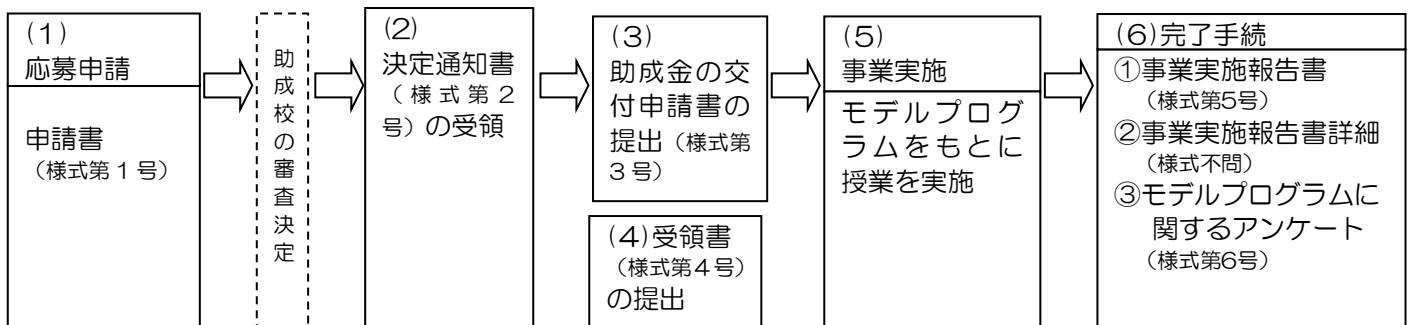 (1)
応募申請
申請書
（様式第１号）
助成校の審査決定
(2)
決定通知書
（様式第２
号）の受領
(3)
助成金の交
付申請書の
提出（様式第
３号）
(4)受領書
（様式第４号）
の提出
(5)
事業実施
モデルプログ
ラムをもとに
授業を実施
(6)完了手続
①事業実施報告書
（様式第5号）
②事業実施報告書詳細
（様式不問）
③モデルプログラムに
関するアンケート
（様式第6号）